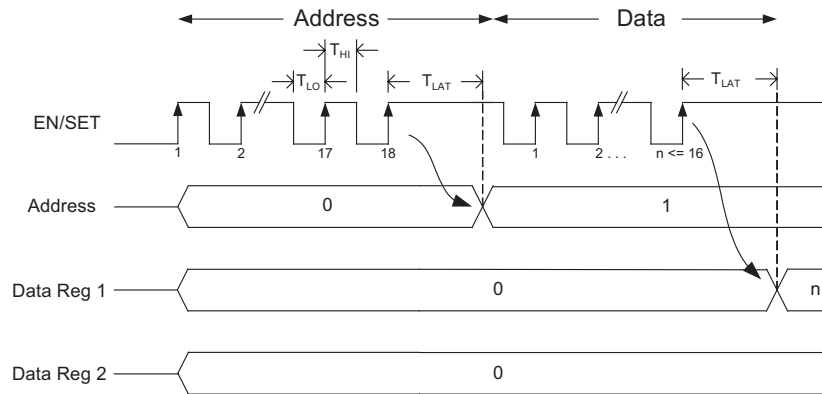 Address
Data
T_HI
T_LO
T_LAT
T_LAT
EN/SET
1
2
17
18
1
2 . . .
n <= 16
Address
0
1
Data Reg 1
0
n
Data Reg 2
0